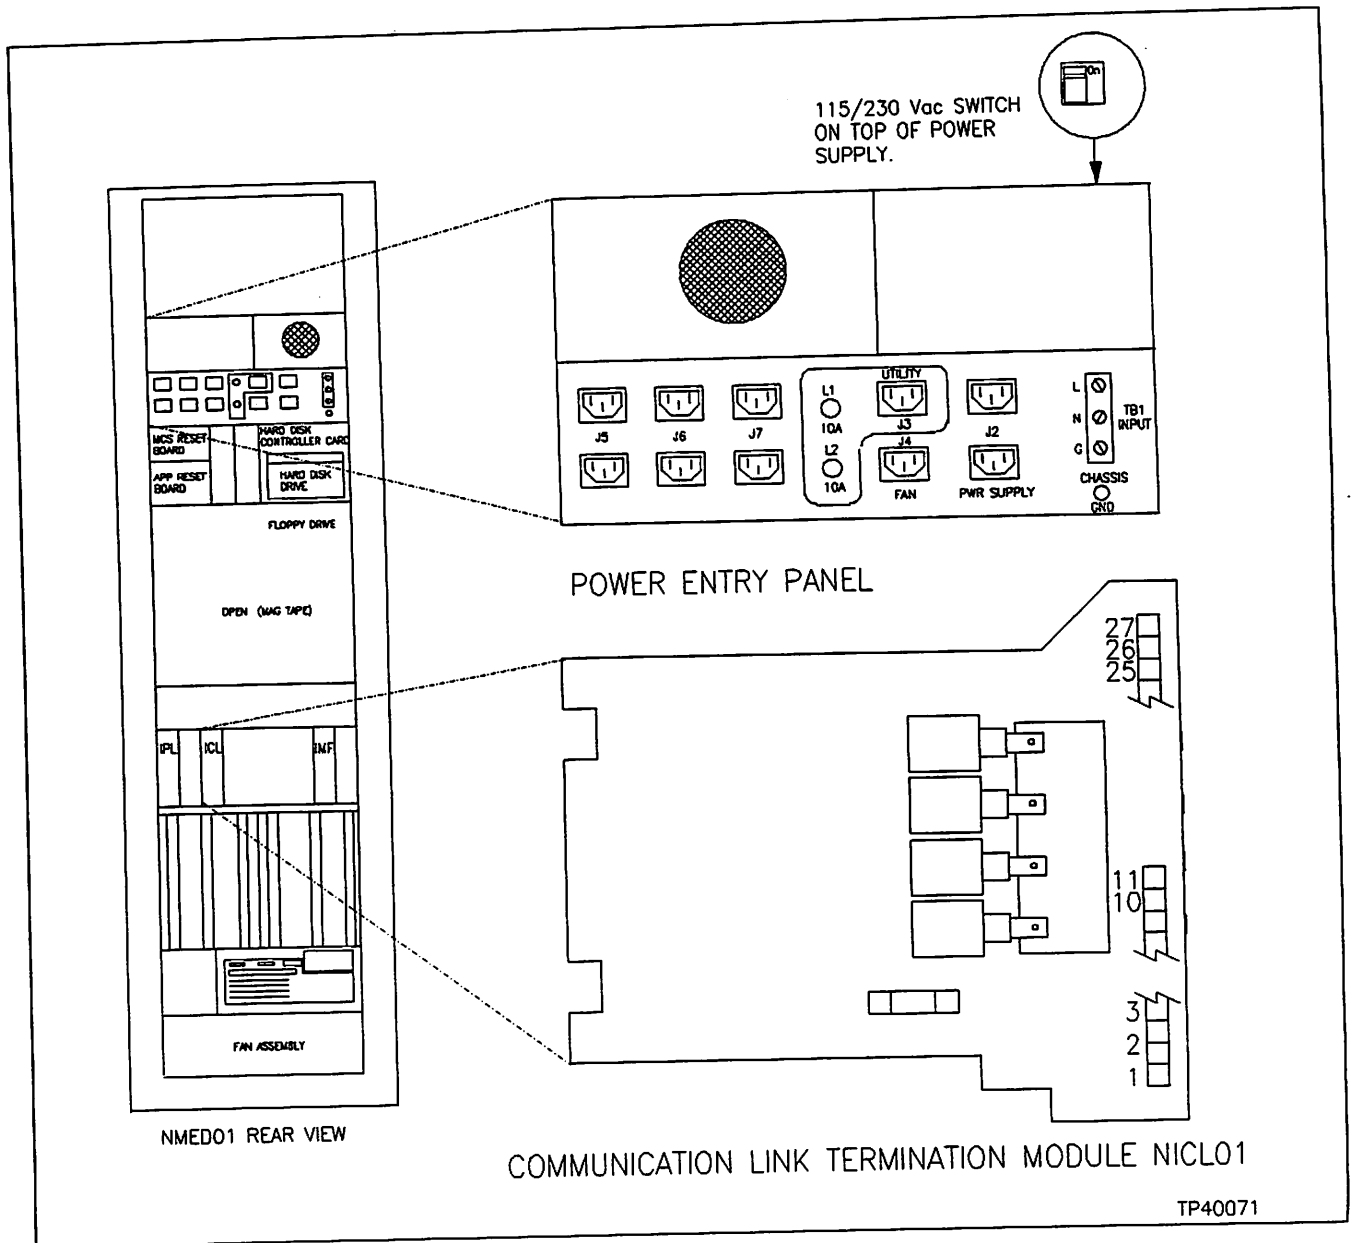 115/230 Vac SWITCH
ON TOP OF POWER
SUPPLY.
On
MCS RESET
BOARD
HARD DISK
CONTROLLER CARD
APP RESET
BOARD
HARD DISK
DRIVE
FLOPPY DRIVE
OPEN (MAG TAPE)
IPL
ICL
IMF
FAN ASSEMBLY
NMED01 REAR VIEW
J5
J6
J7
L1
10A
L2
10A
UTILITY
J3
J4
FAN
J2
PWR SUPPLY
L
N
G
TB1
INPUT
CHASSIS
GND
POWER ENTRY PANEL
27
26
25
11
10
3
2
1
COMMUNICATION LINK TERMINATION MODULE NICL01
TP40071